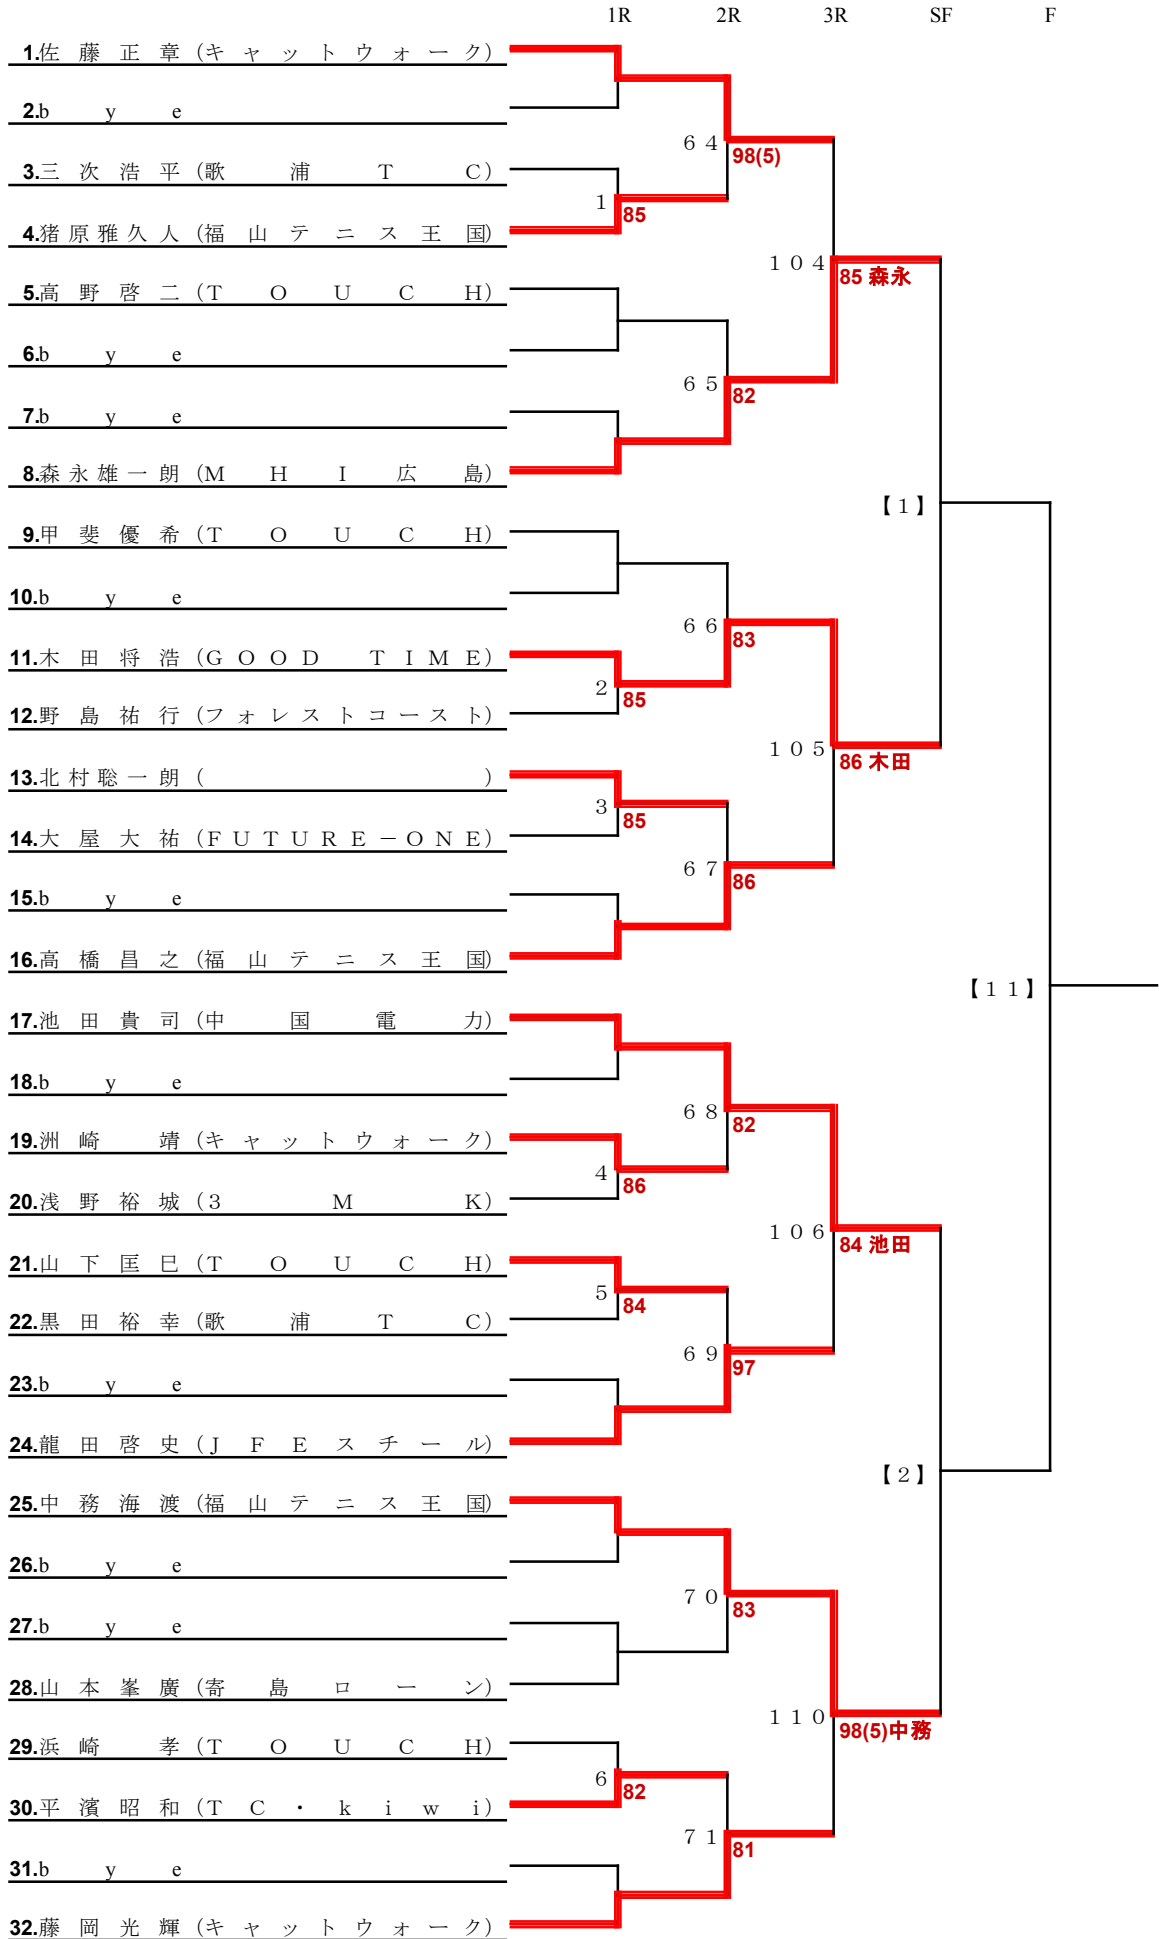 1R 2R 3R SF F
1.佐藤正章(キャットウォーク)
2.bye
64
98(5)
3.三次浩平(歌浦TC)
1
85
4.猪原雅久人(福山テニス王国)
104
85 森永
5.高野啓二(TOUCH)
6.bye
65
82
7.bye
8.森永雄一朗(MHI広島)
【1】
9.甲斐優希(TOUCH)
10.bye
66
83
11.木田将浩(GOOD TIME)
2
85
12.野島祐行(フォレストコースト)
105
86 木田
13.北村聡一朗( )
3
85
14.大屋大祐(FUTURE-ONE)
67
86
15.bye
16.高橋昌之(福山テニス王国)
【11】
17.池田貴司(中国電力)
18.bye
68
82
19.洲崎 靖(キャットウォーク)
4
86
20.浅野裕城(3MK)
106
84 池田
21.山下匡巳(TOUCH)
5
84
22.黒田裕幸(歌浦TC)
69
97
23.bye
24.龍田啓史(JFEスチール)
【2】
25.中務海渡(福山テニス王国)
26.bye
70
83
27.bye
28.山本峯廣(寄島ローン)
110
98(5)中務
29.浜崎 孝(TOUCH)
6
82
30.平濱昭和(TC・kiwi)
71
81
31.bye
32.藤岡光輝(キャットウォーク)